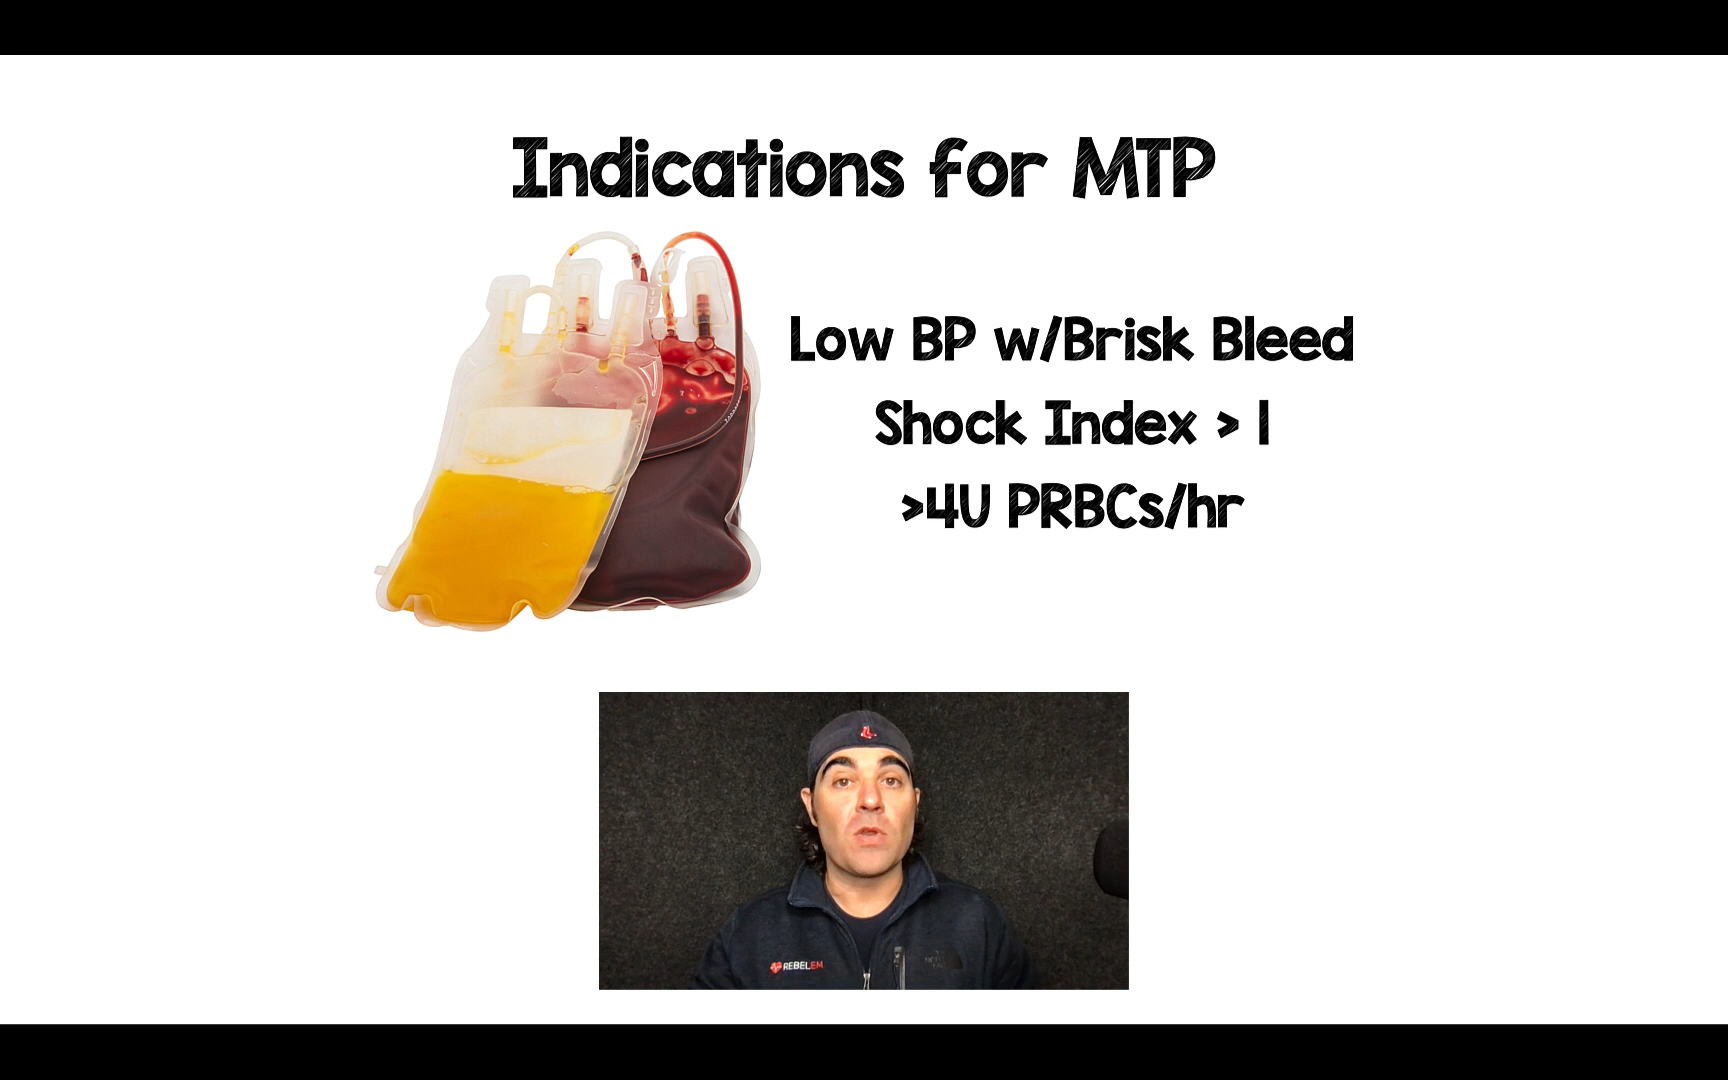 Indications for MTP
Low BP w/Brisk Bleed
Shock Index > 1
>4U PRBCs/hr
REBELEM